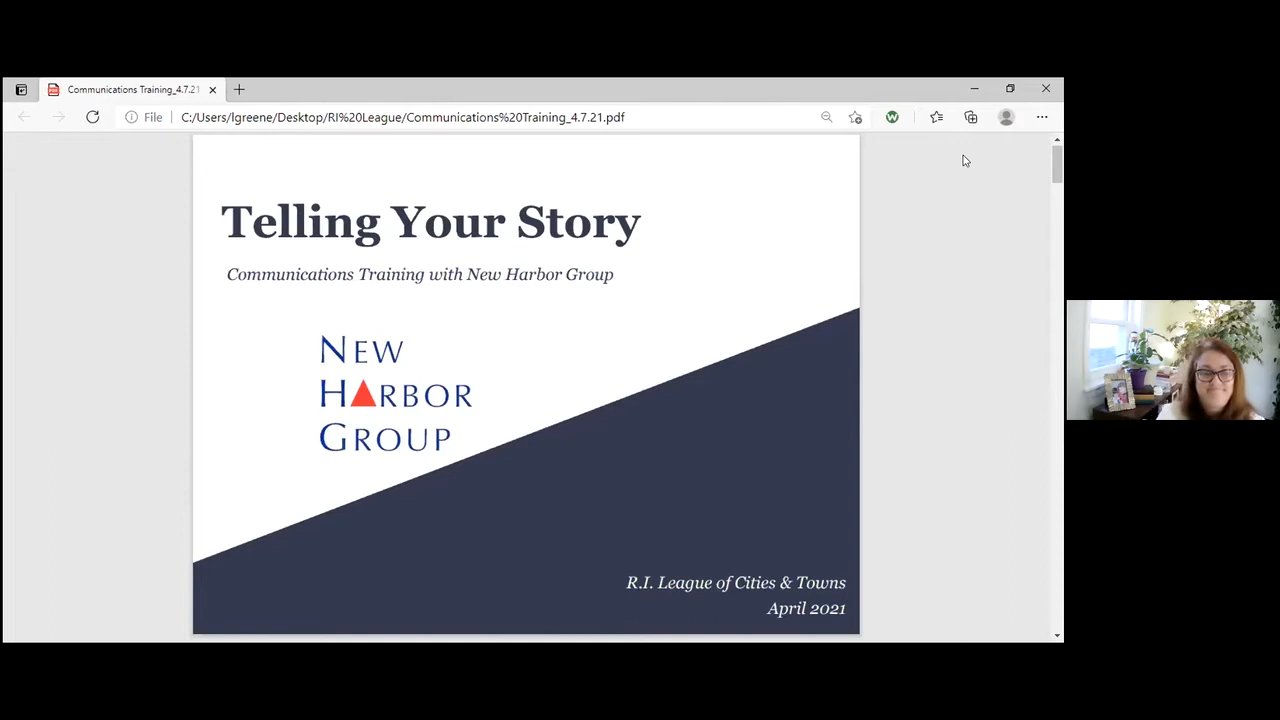 Communications Training_4.7.21
File
C:/Users/lgreene/Desktop/RI%20League/Communications%20Training_4.7.21.pdf
Telling Your Story
Communications Training with New Harbor Group
NEW
HARBOR
GROUP
R.I. League of Cities & Towns
April 2021